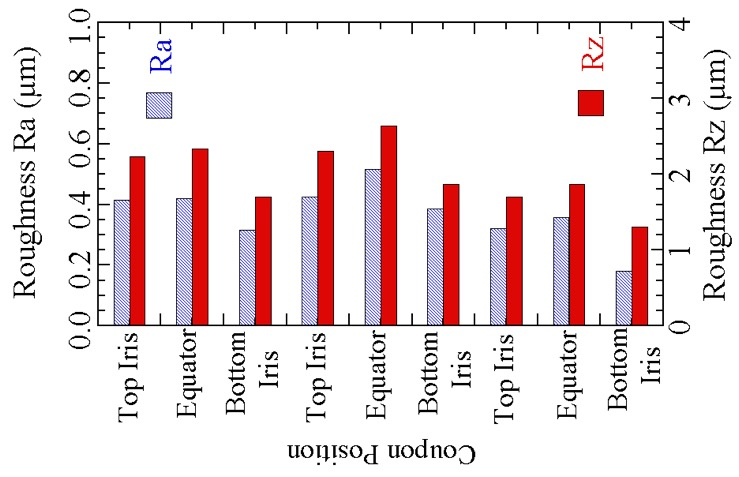 Roughness Ra (μm)
0.0 0.2 0.4 0.6 0.8 1.0
Ra
Rz
Top Iris
Equator
Bottom
Iris
Top Iris
Equator
Bottom
Iris
Top Iris
Equator
Bottom
Iris
Coupon Position
0 1 2 3 4
Roughness Rz (μm)